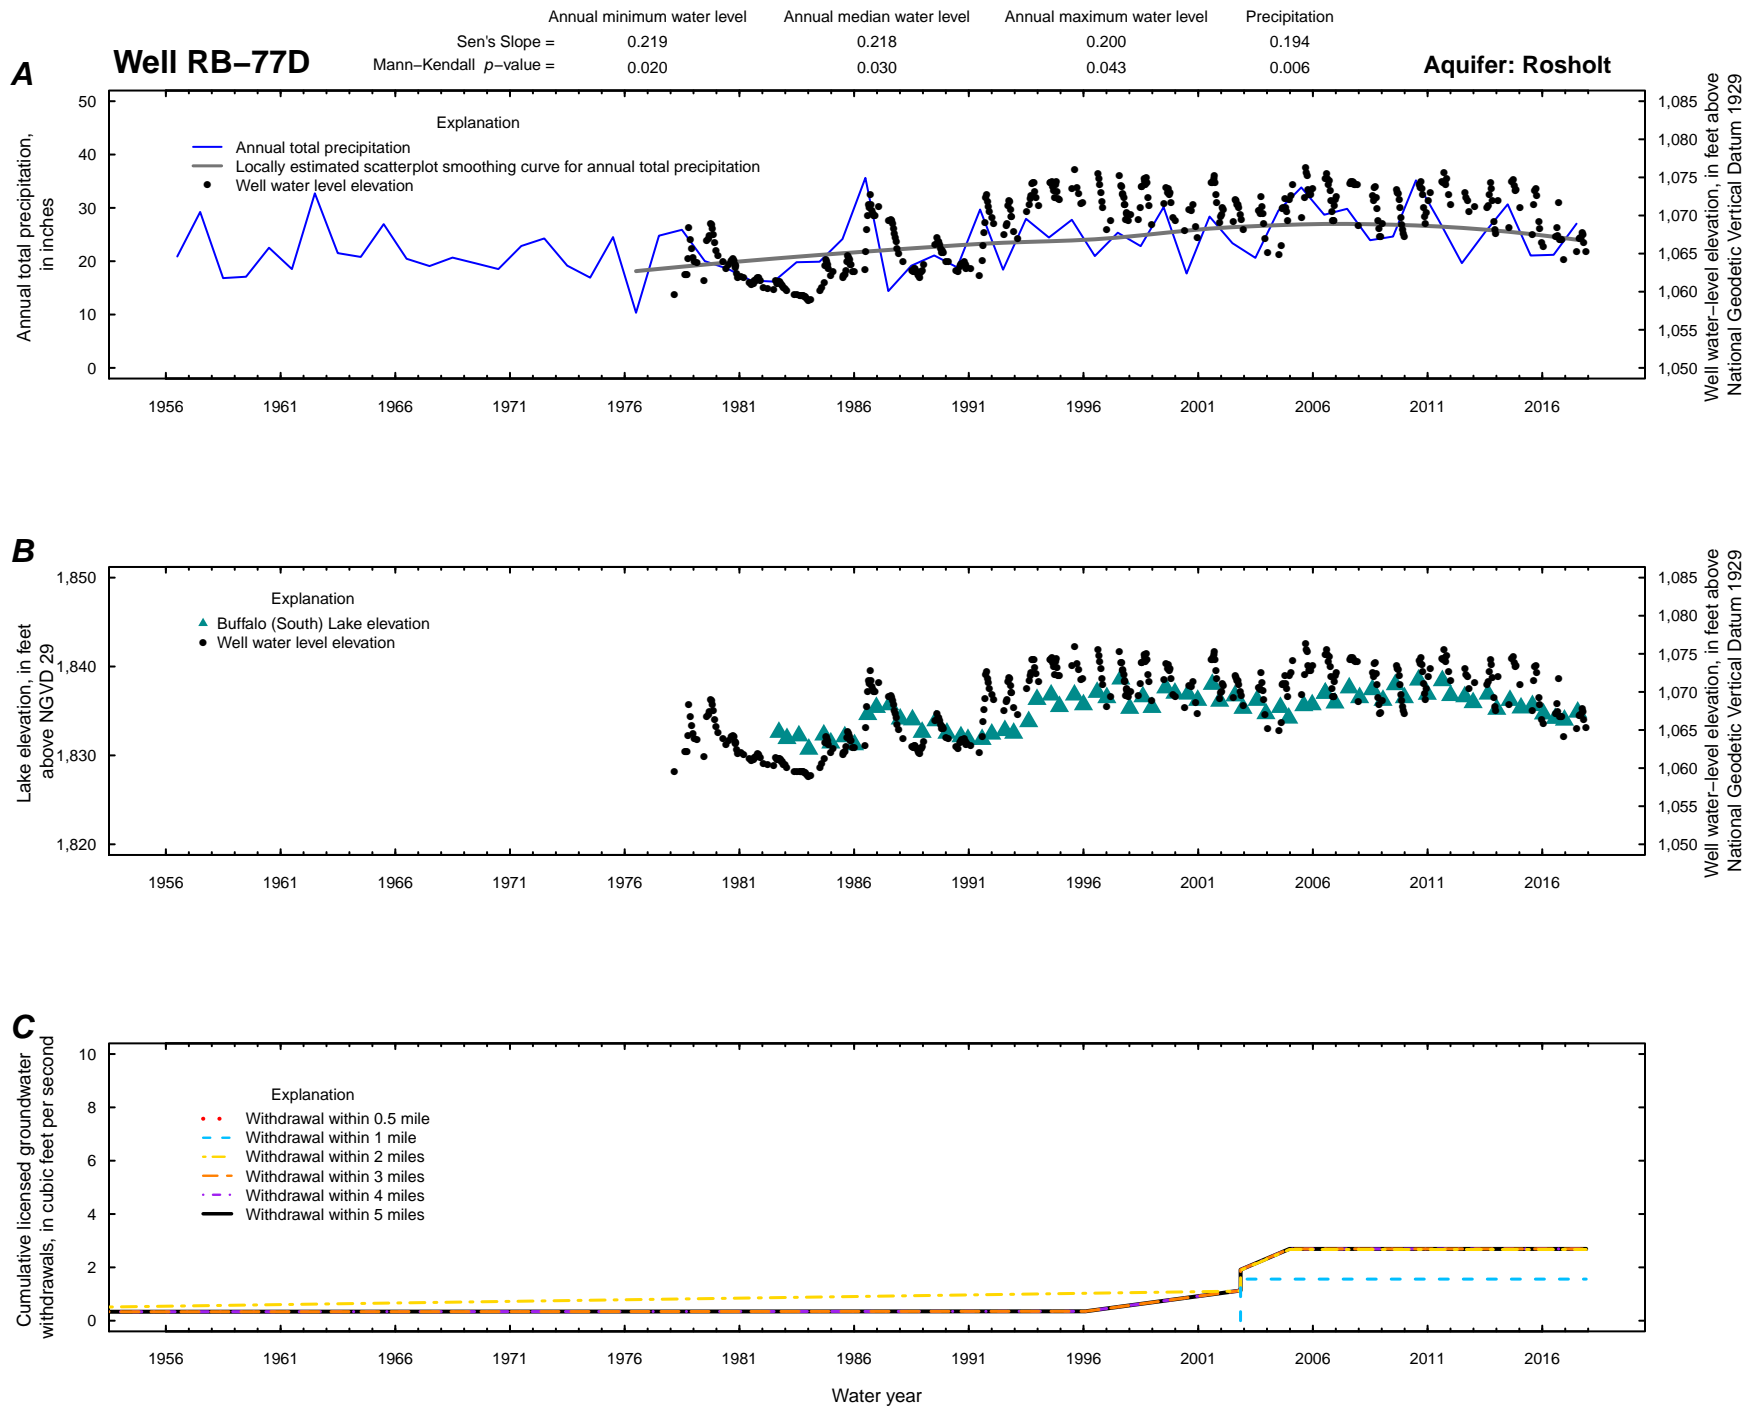 Annual minimum water level Annual median water level Annual maximum water level Precipitation
Sen's Slope = 0.219 0.218 0.200 0.194
Mann−Kendall p−value = 0.020 0.030 0.043 0.006
Well RB−77D
Aquifer: Rosholt
A
Annual total precipitation,
in inches
50
40
30
20
10
0
Explanation
Annual total precipitation
Locally estimated scatterplot smoothing curve for annual total precipitation
Well water level elevation
1,085
1,080
1,075
1,070
1,065
1,060
1,055
1,050
Well water−level elevation, in feet above
National Geodetic Vertical Datum 1929
1956 1961 1966 1971 1976 1981 1986 1991 1996 2001 2006 2011 2016
B
Lake elevation, in feet
above NGVD 29
1,850
1,840
1,830
1,820
Explanation
Buffalo (South) Lake elevation
Well water level elevation
1,085
1,080
1,075
1,070
1,065
1,060
1,055
1,050
Well water−level elevation, in feet above
National Geodetic Vertical Datum 1929
1956 1961 1966 1971 1976 1981 1986 1991 1996 2001 2006 2011 2016
C
Cumulative licensed groundwater
withdrawals, in cubic feet per second
10
8
6
4
2
0
Explanation
Withdrawal within 0.5 mile
Withdrawal within 1 mile
Withdrawal within 2 miles
Withdrawal within 3 miles
Withdrawal within 4 miles
Withdrawal within 5 miles
1956 1961 1966 1971 1976 1981 1986 1991 1996 2001 2006 2011 2016
Water year